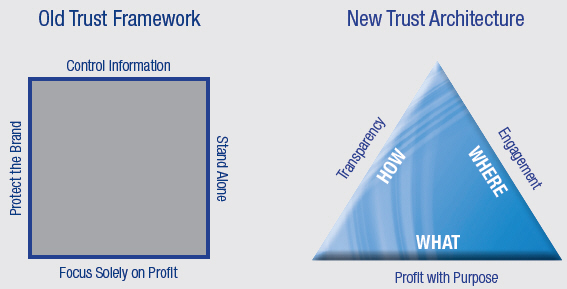 Old Trust Framework
Control Information
Protect the Brand
Stand Alone
Focus Solely on Profit
New Trust Architecture
Transparency
HOW
WHERE
Engagement
WHAT
Profit with Purpose